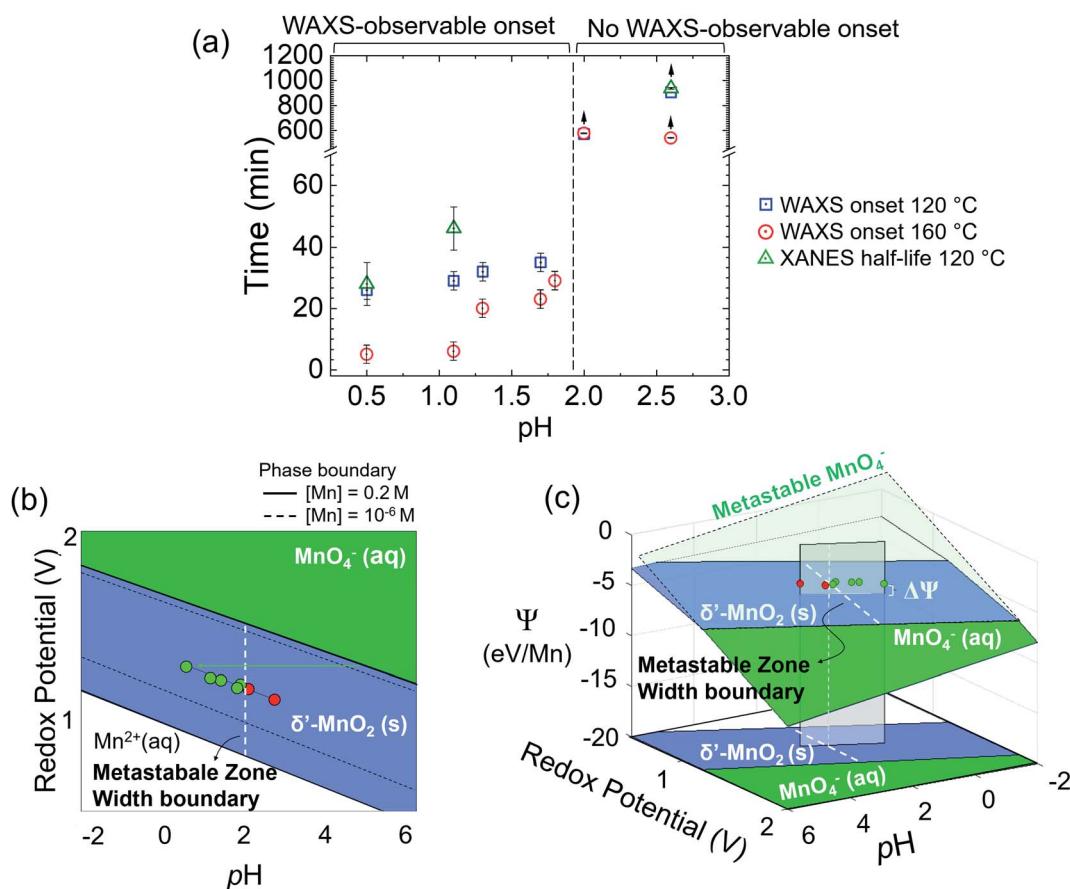 (a)
WAXS-observable onset
No WAXS-observable onset
Time (min)
1200
1000
800
600
60
40
20
0
0.5 1.0 1.5 2.0 2.5 3.0
pH
WAXS onset 120 °C
WAXS onset 160 °C
XANES half-life 120 °C
(b)
Phase boundary
[Mn] = 0.2 M
[Mn] = 10⁻⁶ M
Redox Potential (V)
2
1
MnO₄⁻ (aq)
δ'-MnO₂ (s)
Mn²⁺(aq)
Metastabale Zone
Width boundary
-2 0 2 4 6
pH
(c)
Metastable MnO₄⁻
Ψ
(eV/Mn)
0
-5
-10
-15
-20
δ'-MnO₂ (s)
ΔΨ
MnO₄⁻ (aq)
Metastable Zone
Width boundary
δ'-MnO₂ (s)
MnO₄⁻ (aq)
Redox Potential (V)
1
2
6 4 2 0 -2
pH